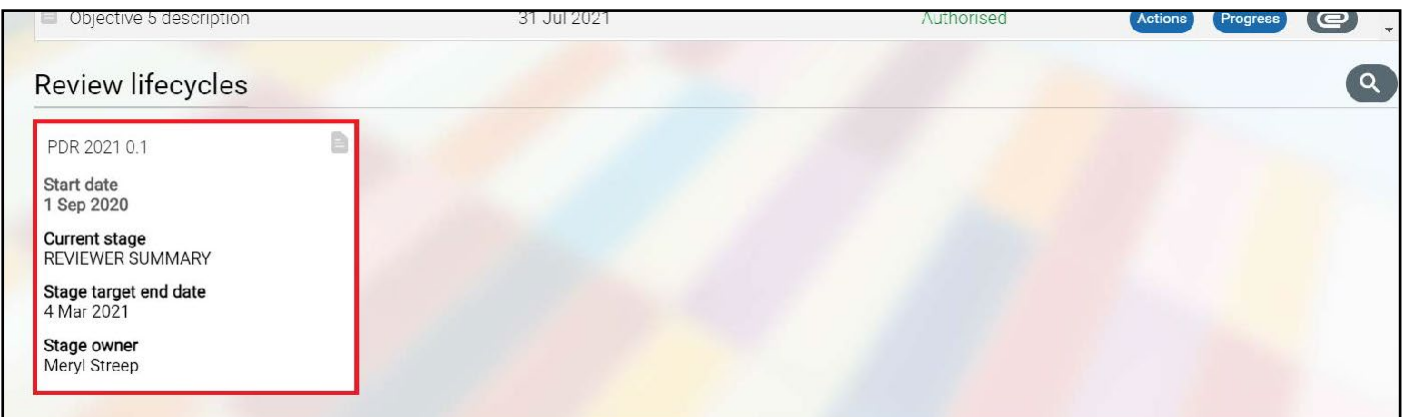 Objective 5 description 31 Jul 2021 Authorised Actions Progress
Review lifecycles
PDR 2021 0.1
Start date
1 Sep 2020
Current stage
REVIEWER SUMMARY
Stage target end date
4 Mar 2021
Stage owner
Meryl Streep